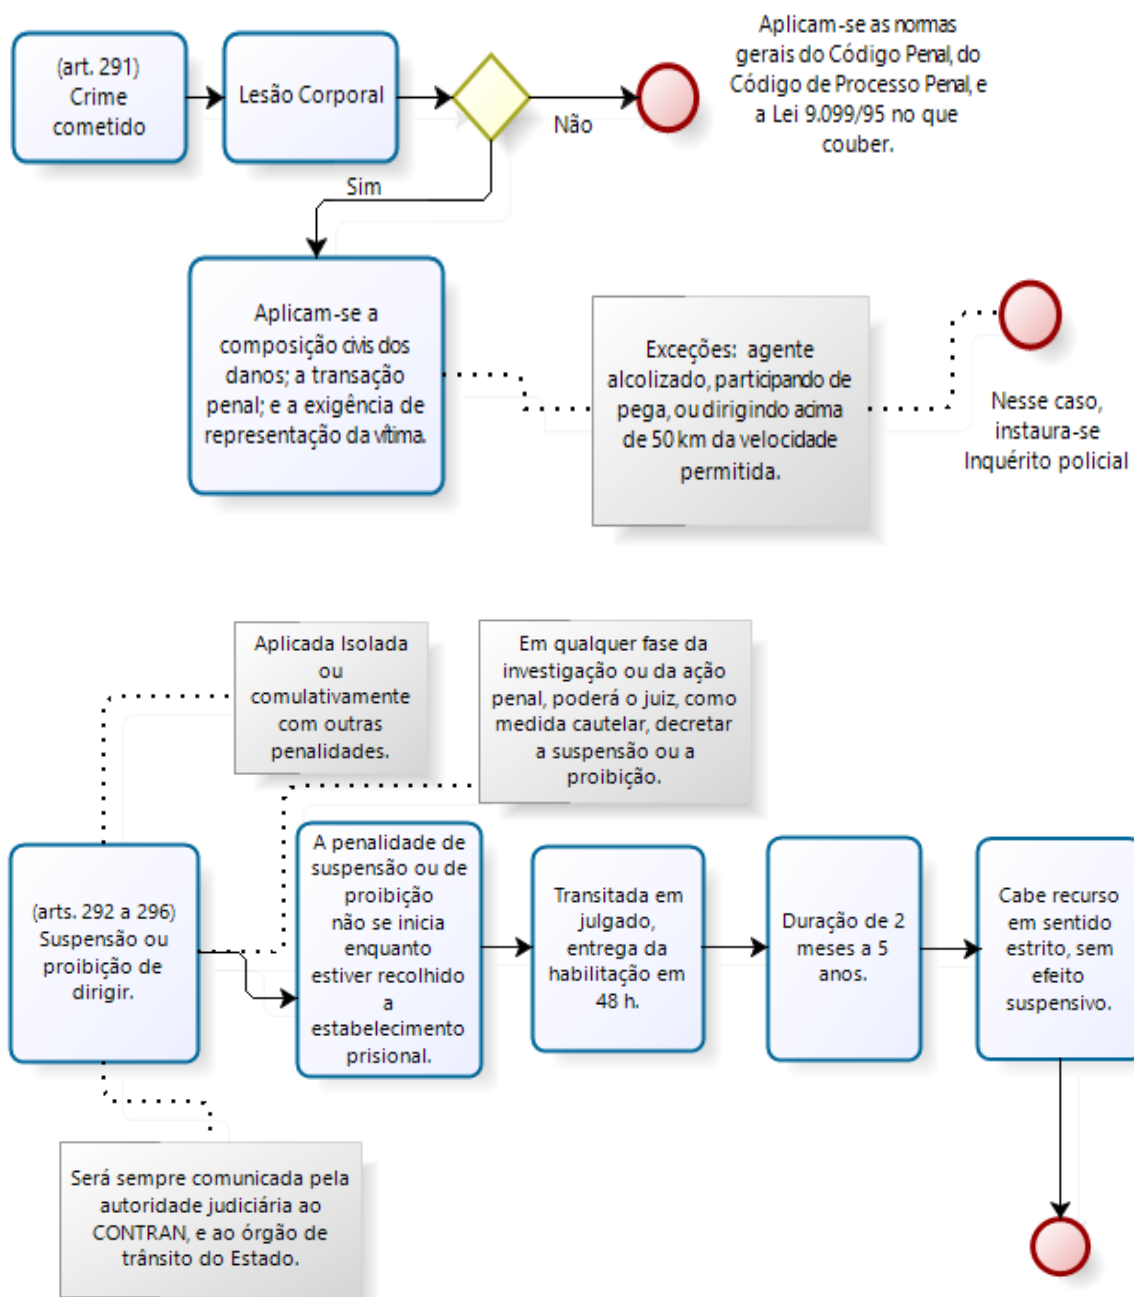 (art. 291)
Crime
cometido
Lesão Corporal
Não
Sim
Aplicam-se as normas
gerais do Código Penal, do
Código de Processo Penal, e
a Lei 9.099/95 no que
couber.
Aplicam-se a
composição civis dos
danos; a transação
penal; e a exigência de
representação da vítima.
Exceções: agente
alcolizado, participando de
pega, ou dirigindo acima
de 50 km da velocidade
permitida.
Nesse caso,
instaura-se
Inquérito policial
Aplicada Isolada
ou
comulativamente
com outras
penalidades.
Em qualquer fase da
investigação ou da ação
penal, poderá o juiz, como
medida cautelar, decretar
a suspensão ou a
proibição.
(arts. 292 a 296)
Suspensão ou
proibição de
dirigir.
A penalidade de
suspensão ou de
proibição
não se inicia
enquanto
estiver recolhido
a
estabelecimento
prisional.
Transitada em
julgado,
entrega da
habilitação em
48 h.
Duração de 2
meses a 5
anos.
Cabe recurso
em sentido
estrito, sem
efeito
suspensivo.
Será sempre comunicada pela
autoridade judiciária ao
CONTRAN, e ao órgão de
trânsito do Estado.